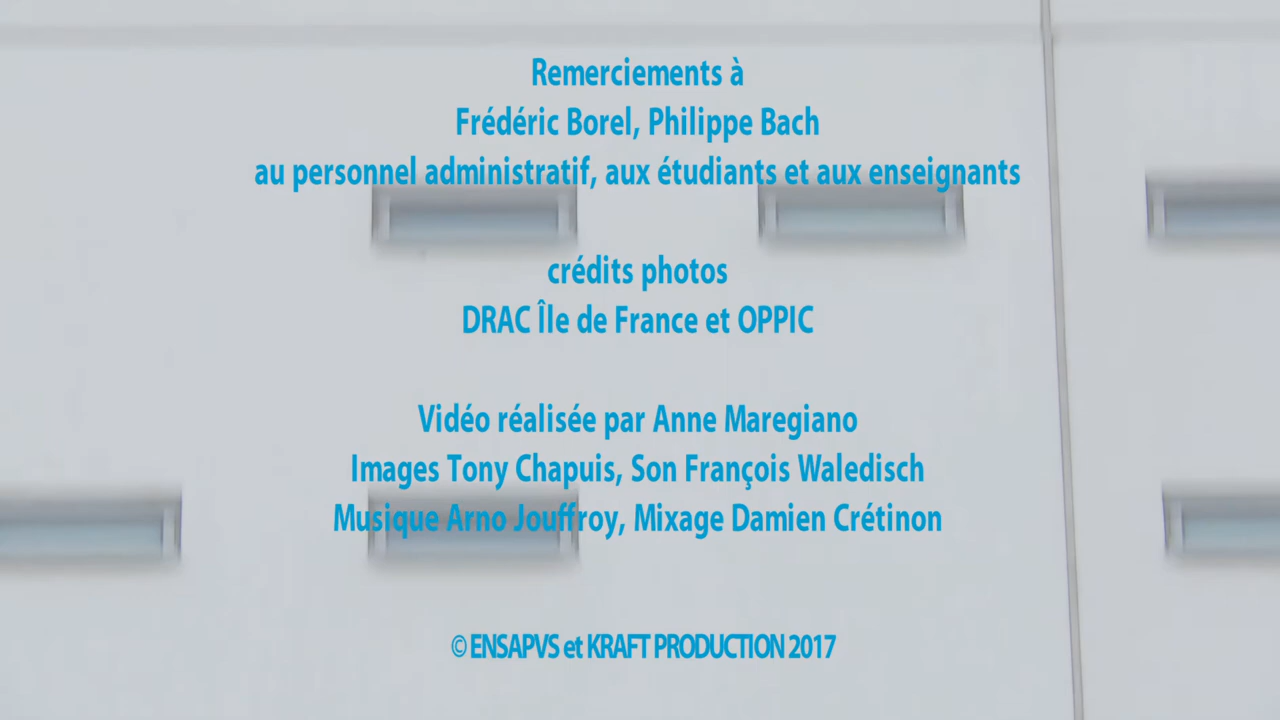 Remerciements à
Frédéric Borel, Philippe Bach
au personnel administratif, aux étudiants et aux enseignants
crédits photos
DRAC Île de France et OPPIC
Vidéo réalisée par Anne Maregiano
Images Tony Chapuis, Son François Waledisch
Musique Arno Jouffroy, Mixage Damien Crétinon
© ENSAPVS et KRAFT PRODUCTION 2017